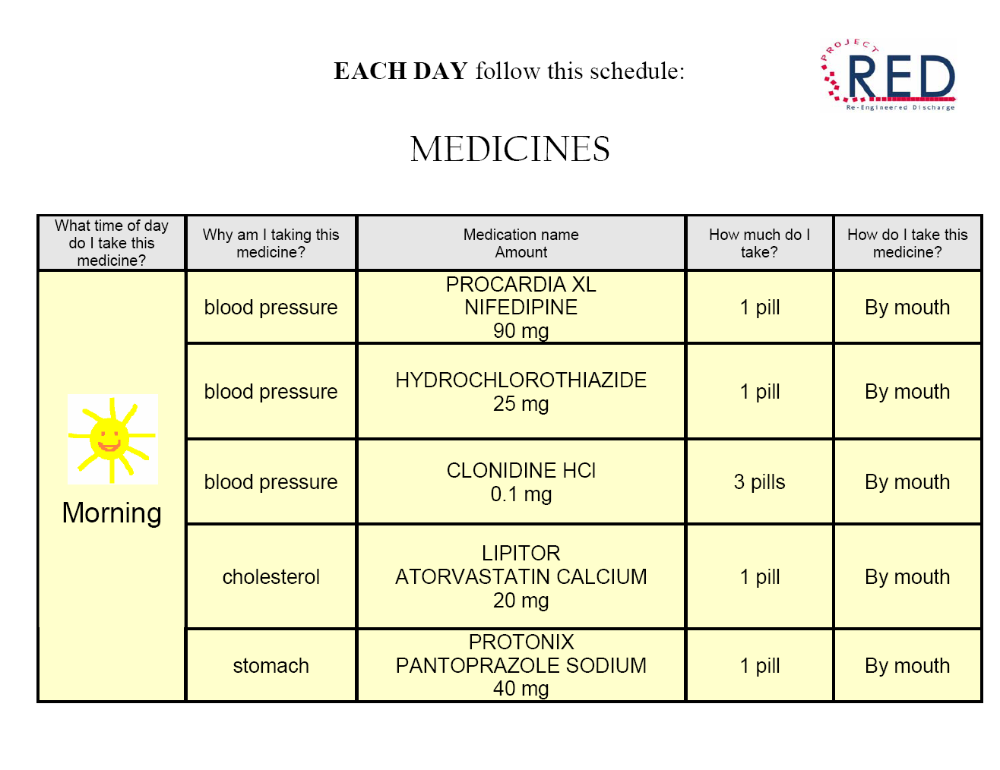 EACH DAY follow this schedule:
PROJECT
RED
Re-Engineered Discharge
MEDICINES
What time of day
do I take this
medicine?
Why am I taking this
medicine?
Medication name
Amount
How much do I
take?
How do I take this
medicine?
Morning
blood pressure
PROCARDIA XL
NIFEDIPINE
90 mg
1 pill
By mouth
blood pressure
HYDROCHLOROTHIAZIDE
25 mg
1 pill
By mouth
blood pressure
CLONIDINE HCl
0.1 mg
3 pills
By mouth
cholesterol
LIPITOR
ATORVASTATIN CALCIUM
20 mg
1 pill
By mouth
stomach
PROTONIX
PANTOPRAZOLE SODIUM
40 mg
1 pill
By mouth